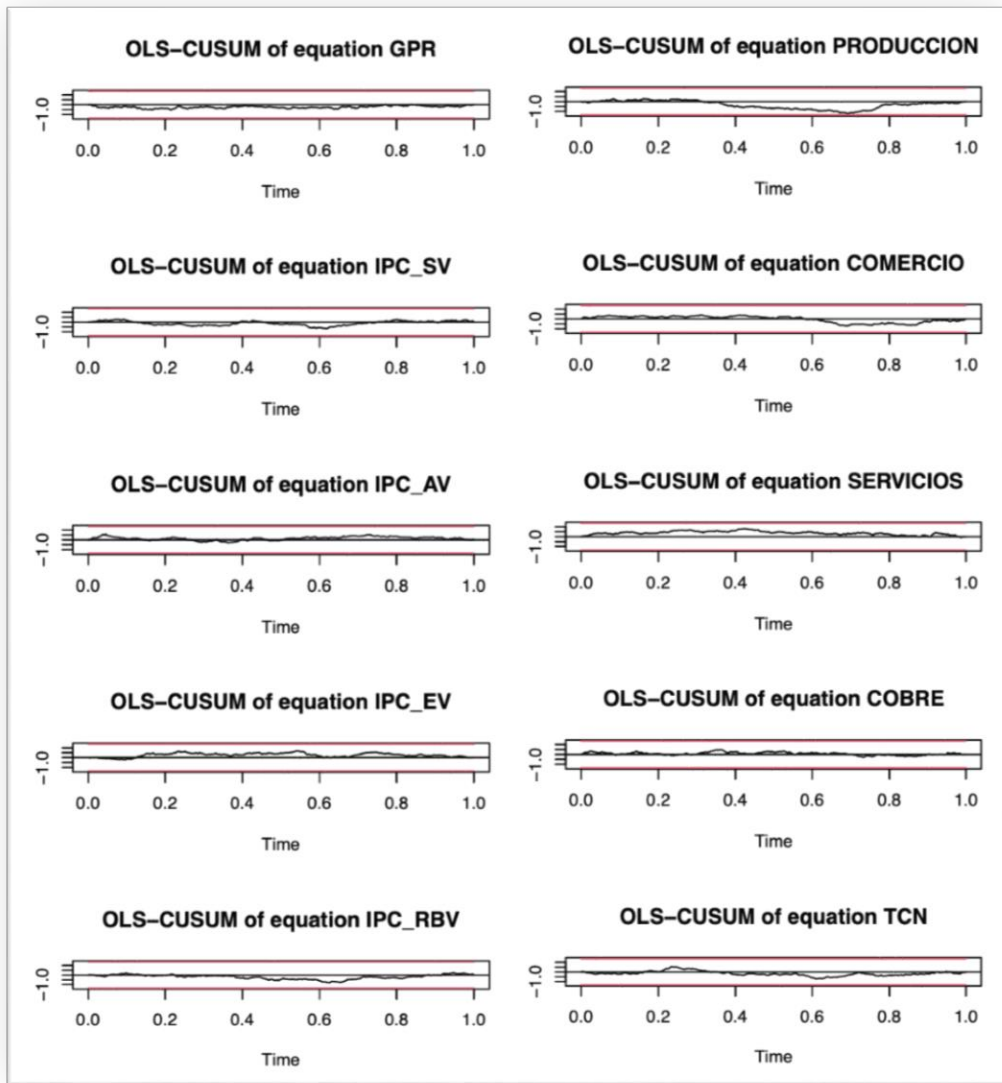 OLS−CUSUM of equation GPR
−1.0
0.0 0.2 0.4 0.6 0.8 1.0
Time
OLS−CUSUM of equation IPC_SV
−1.0
0.0 0.2 0.4 0.6 0.8 1.0
Time
OLS−CUSUM of equation IPC_AV
−1.0
0.0 0.2 0.4 0.6 0.8 1.0
Time
OLS−CUSUM of equation IPC_EV
−1.0
0.0 0.2 0.4 0.6 0.8 1.0
Time
OLS−CUSUM of equation IPC_RBV
−1.0
0.0 0.2 0.4 0.6 0.8 1.0
Time
OLS−CUSUM of equation PRODUCCION
−1.0
0.0 0.2 0.4 0.6 0.8 1.0
Time
OLS−CUSUM of equation COMERCIO
−1.0
0.0 0.2 0.4 0.6 0.8 1.0
Time
OLS−CUSUM of equation SERVICIOS
−1.0
0.0 0.2 0.4 0.6 0.8 1.0
Time
OLS−CUSUM of equation COBRE
−1.0
0.0 0.2 0.4 0.6 0.8 1.0
Time
OLS−CUSUM of equation TCN
−1.0
0.0 0.2 0.4 0.6 0.8 1.0
Time